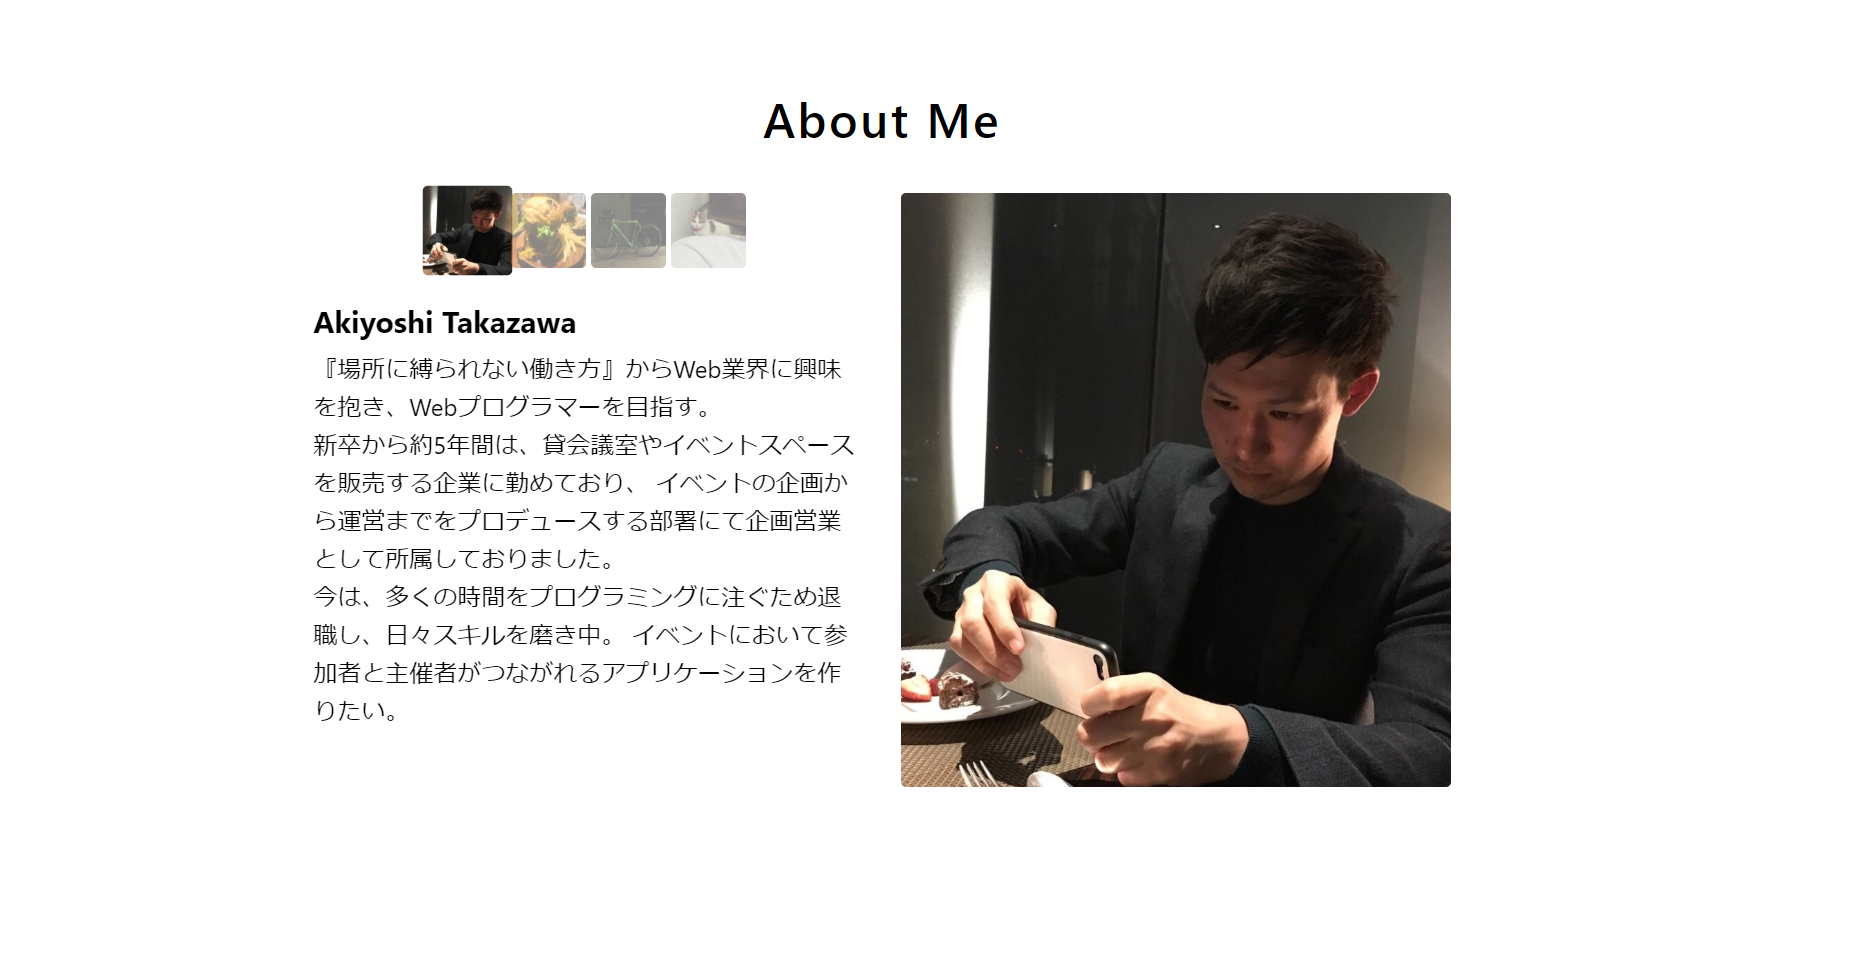 About Me
Akiyoshi Takazawa
『場所に縛られない働き方』からWeb業界に興味
を抱き、Webプログラマーを目指す。
新卒から約5年間は、貸会議室やイベントスペース
を販売する企業に勤めており、 イベントの企画か
ら運営までをプロデュースする部署にて企画営業
として所属しておりました。
今は、多くの時間をプログラミングに注ぐため退
職し、日々スキルを磨き中。 イベントにおいて参
加者と主催者がつながれるアプリケーションを作
りたい。